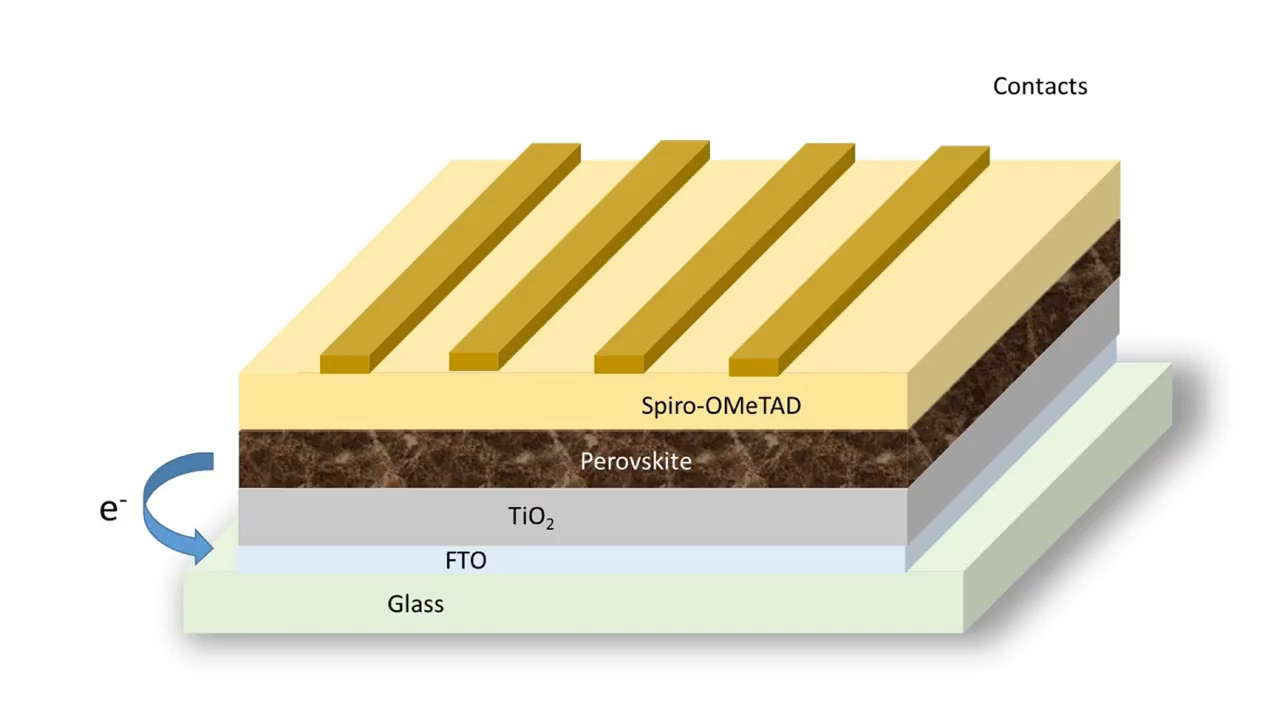 Contacts
Spiro-OMeTAD
Perovskite
e⁻
TiO₂
FTO
Glass